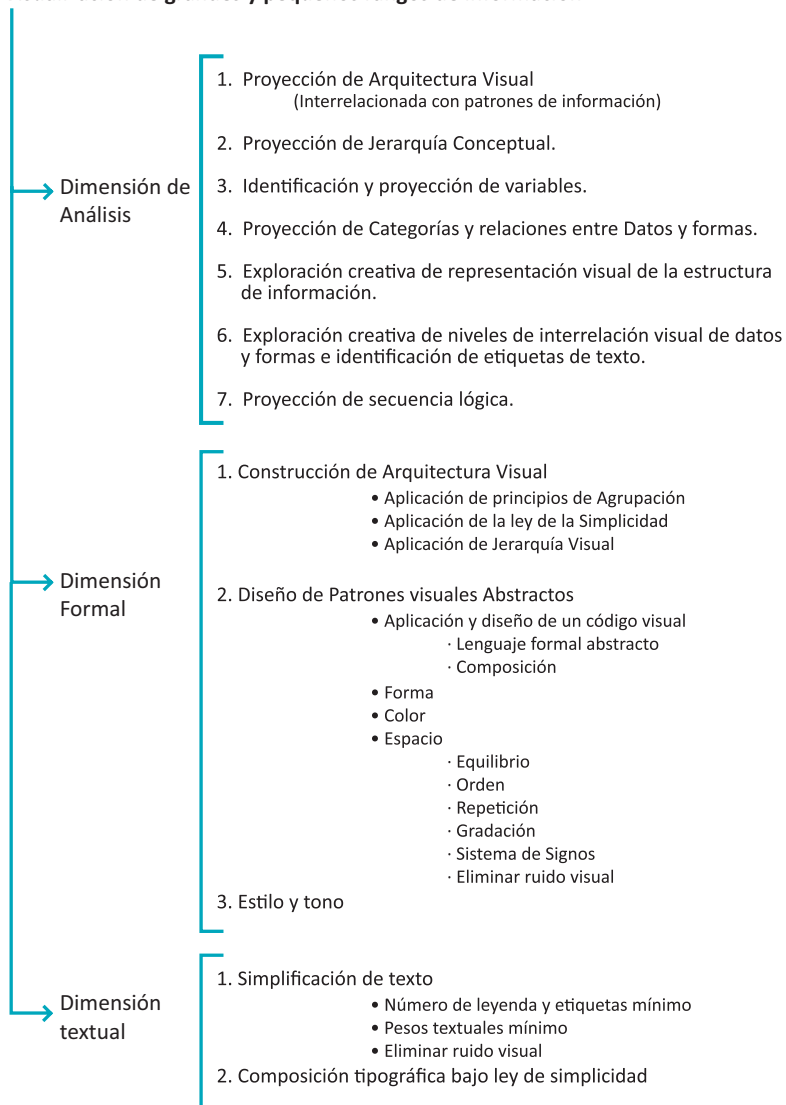 Dimensión de
Análisis
1. Proyección de Arquitectura Visual
(Interrelacionada con patrones de información)
2. Proyección de Jerarquía Conceptual.
3. Identificación y proyección de variables.
4. Proyección de Categorías y relaciones entre Datos y formas.
5. Exploración creativa de representación visual de la estructura
de información.
6. Exploración creativa de niveles de interrelación visual de datos
y formas e identificación de etiquetas de texto.
7. Proyección de secuencia lógica.
Dimensión
Formal
1. Construcción de Arquitectura Visual
• Aplicación de principios de Agrupación
• Aplicación de la ley de la Simplicidad
• Aplicación de Jerarquía Visual
2. Diseño de Patrones visuales Abstractos
• Aplicación y diseño de un código visual
· Lenguaje formal abstracto
· Composición
• Forma
• Color
• Espacio
· Equilibrio
· Orden
· Repetición
· Gradación
· Sistema de Signos
· Eliminar ruido visual
3. Estilo y tono
Dimensión
textual
1. Simplificación de texto
• Número de leyenda y etiquetas mínimo
• Pesos textuales mínimo
• Eliminar ruido visual
2. Composición tipográfica bajo ley de simplicidad